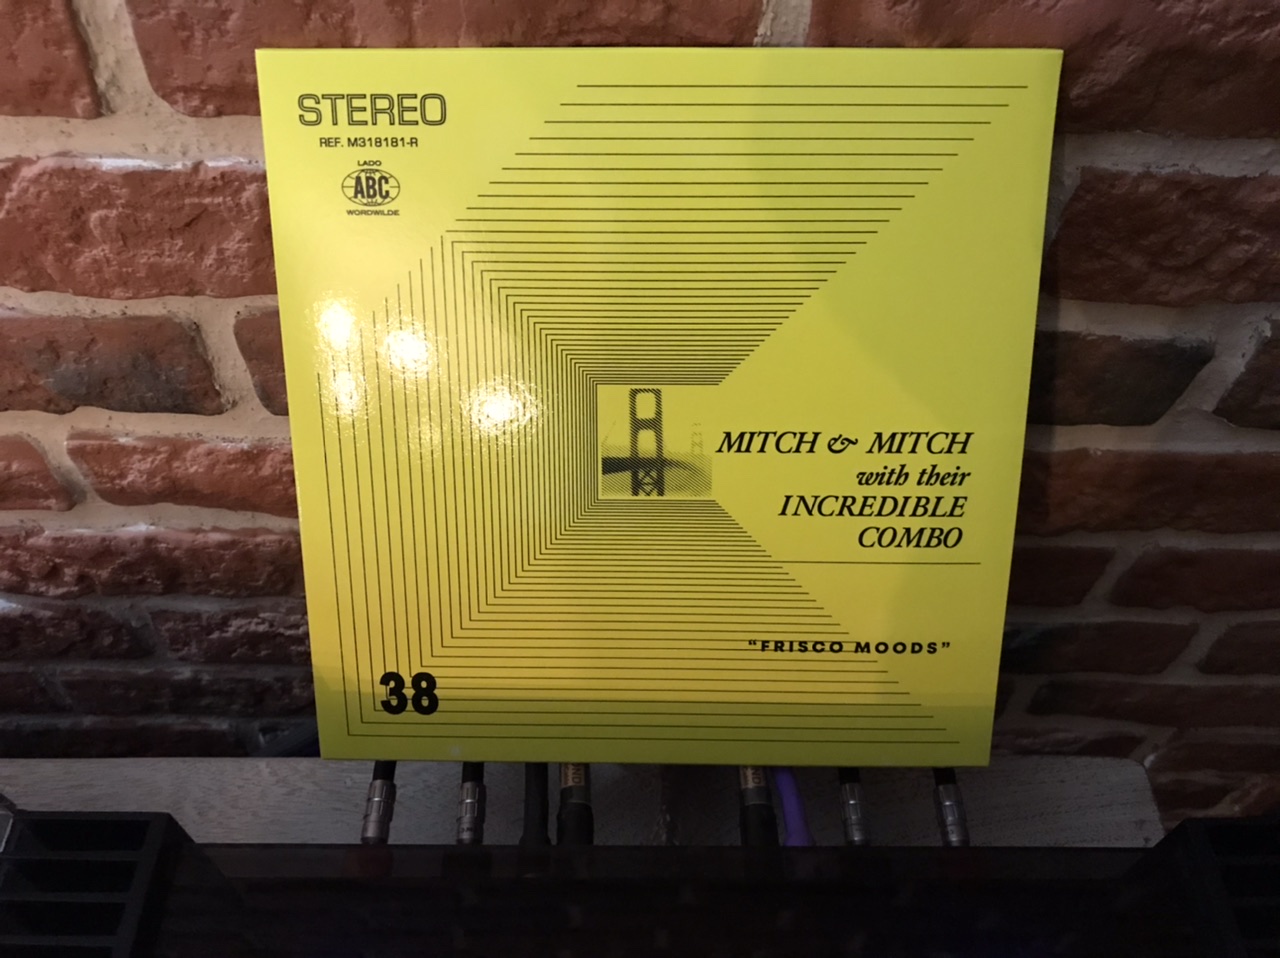 STEREO
REF. M318181-R
LADO
ABC
WORDWILDE
MITCH & MITCH
with their
INCREDIBLE
COMBO
"FRISCO MOODS"
38